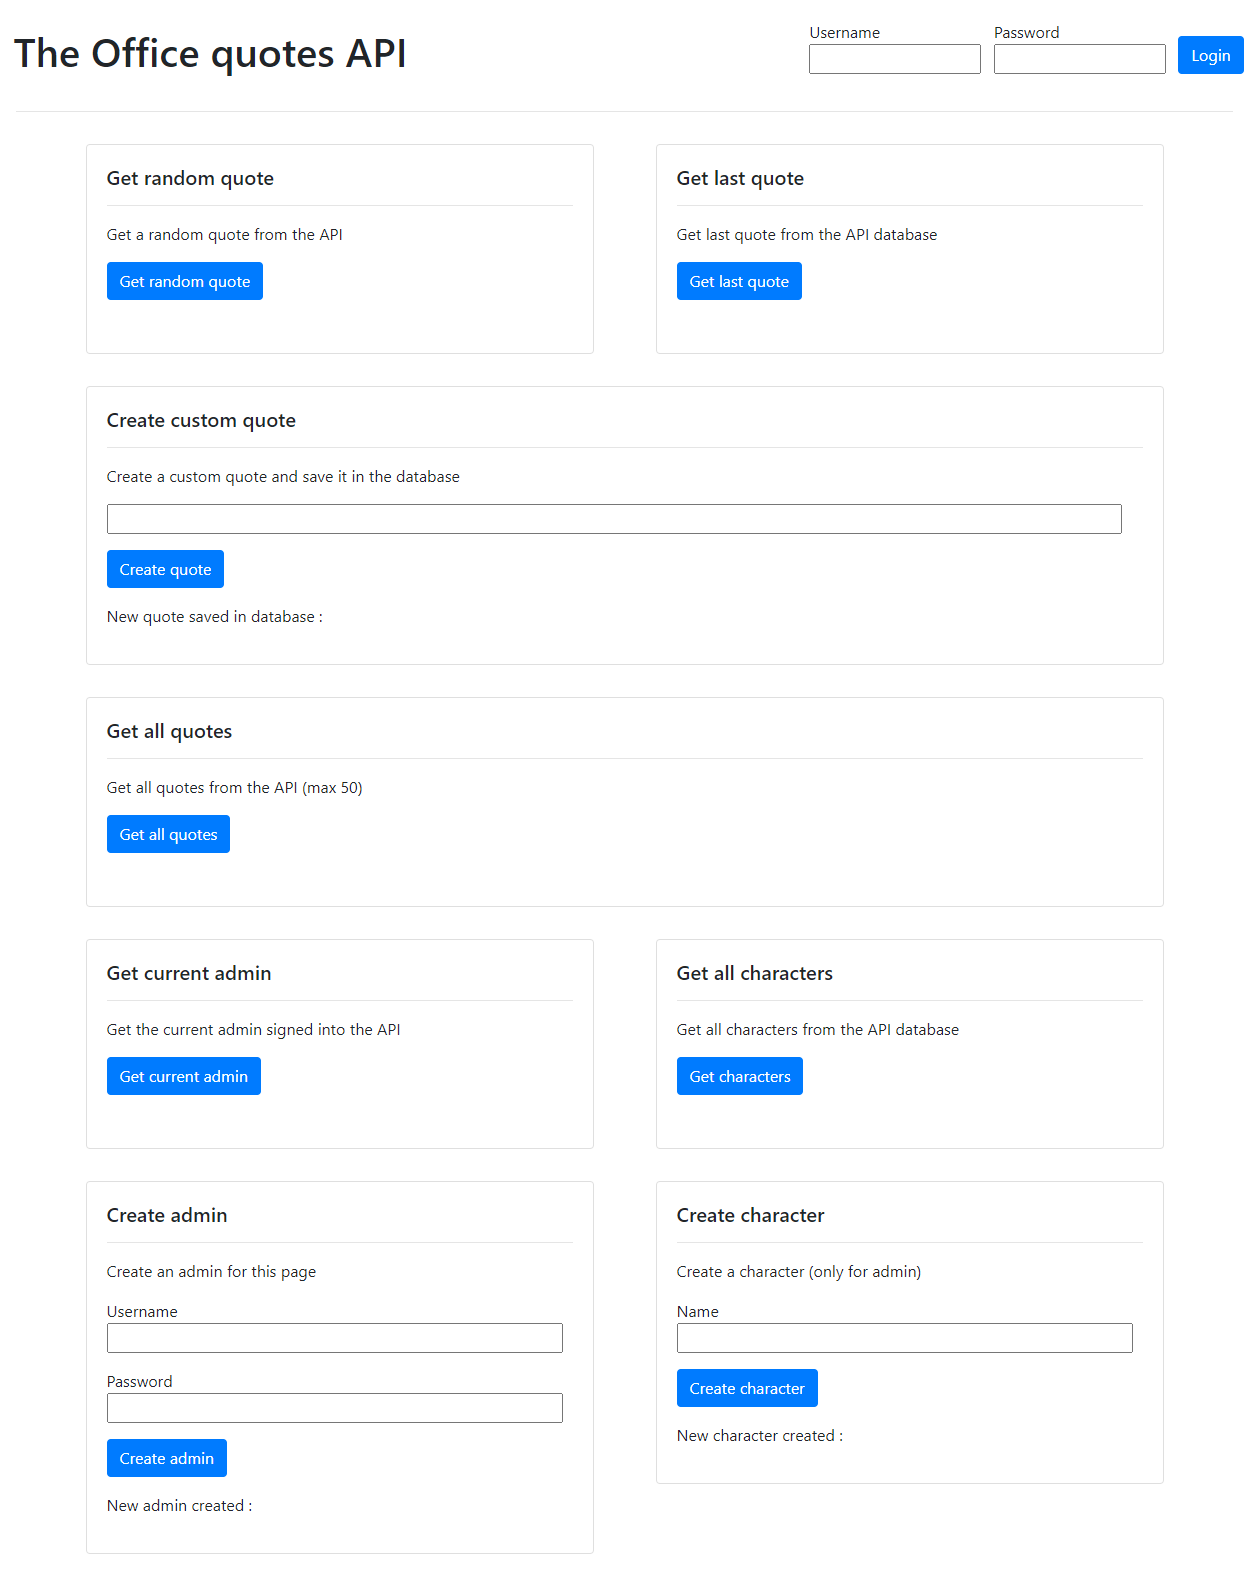 The Office quotes API
Username
Password
Login
Get random quote
Get a random quote from the API
Get random quote
Get last quote
Get last quote from the API database
Get last quote
Create custom quote
Create a custom quote and save it in the database
Create quote
New quote saved in database :
Get all quotes
Get all quotes from the API (max 50)
Get all quotes
Get current admin
Get the current admin signed into the API
Get current admin
Get all characters
Get all characters from the API database
Get characters
Create admin
Create an admin for this page
Username
Password
Create admin
New admin created :
Create character
Create a character (only for admin)
Name
Create character
New character created :